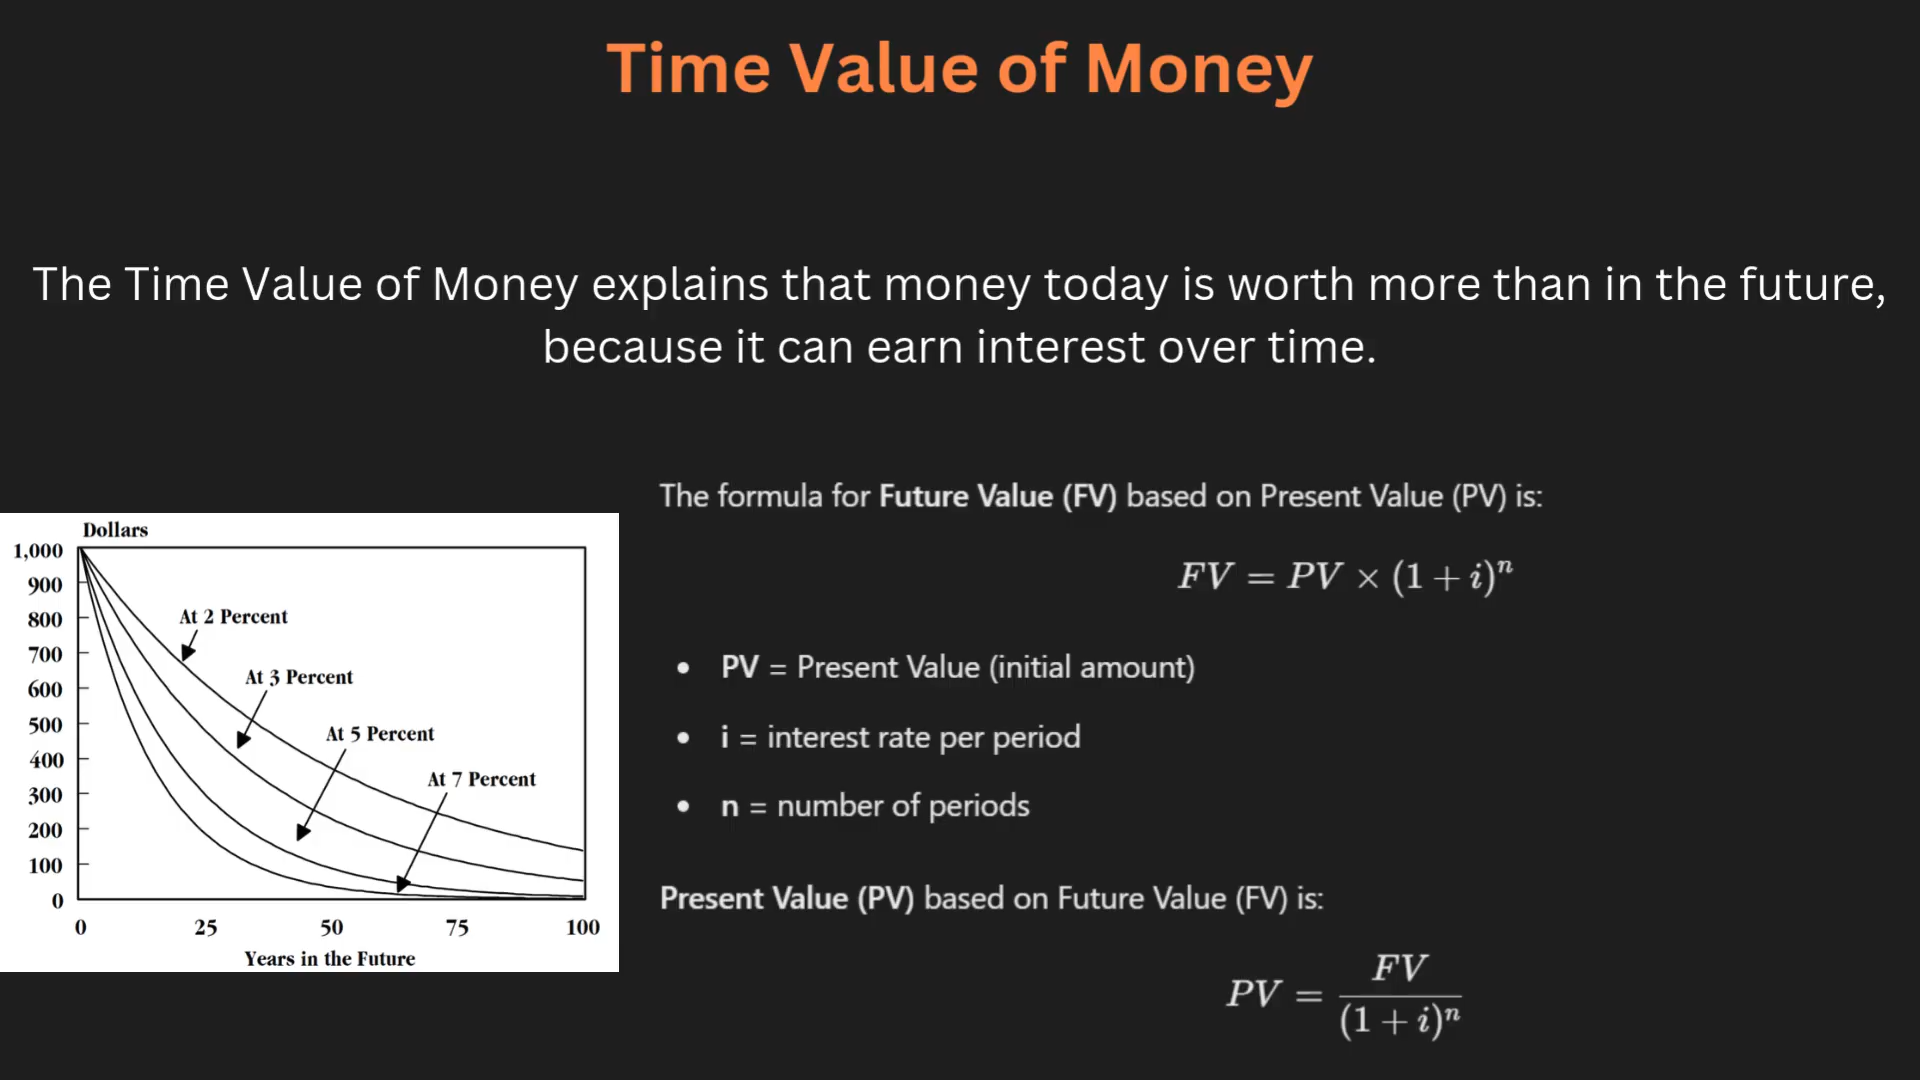 Time Value of Money
The Time Value of Money explains that money today is worth more than in the future,
because it can earn interest over time.
Dollars
1,000
900
800
700
600
500
400
300
200
100
0
At 2 Percent
At 3 Percent
At 5 Percent
At 7 Percent
0 25 50 75 100
Years in the Future
The formula for Future Value (FV) based on Present Value (PV) is:
FV = PV × (1 + i)ⁿ
• PV = Present Value (initial amount)
• i = interest rate per period
• n = number of periods
Present Value (PV) based on Future Value (FV) is:
PV = FV / (1 + i)ⁿ